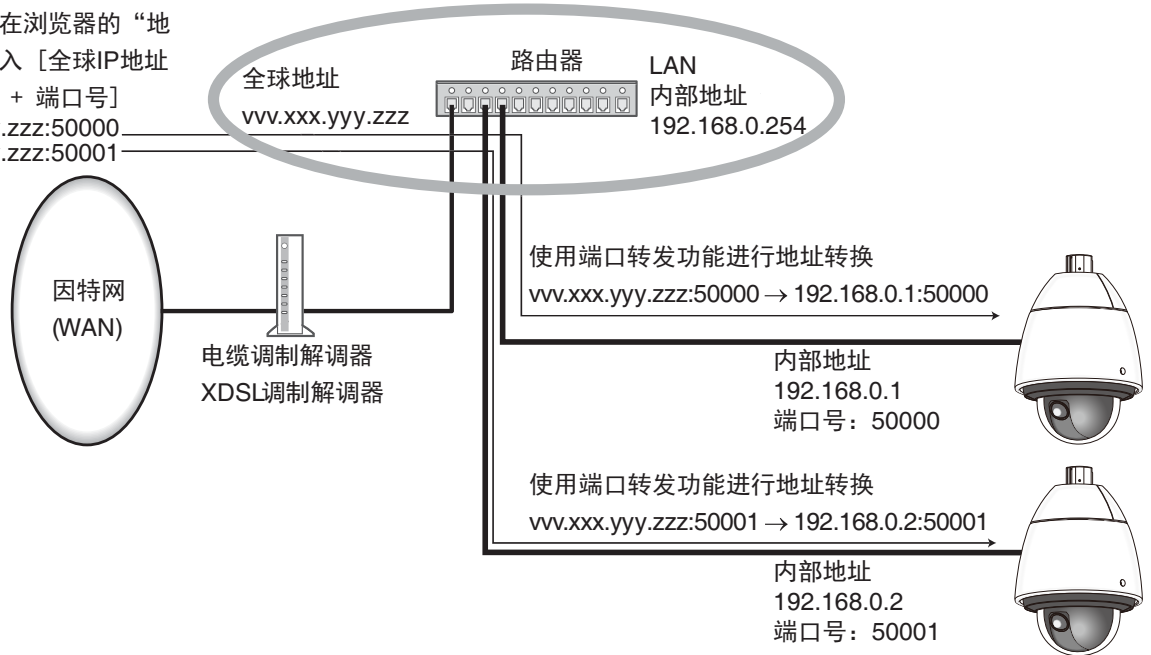 在浏览器的“地
入［全球IP地址
+ 端口号］
.zzz:50000
.zzz:50001
全球地址
vvv.xxx.yyy.zzz
路由器
LAN
内部地址
192.168.0.254
因特网
(WAN)
电缆调制解调器
XDSL调制解调器
使用端口转发功能进行地址转换
vvv.xxx.yyy.zzz:50000 → 192.168.0.1:50000
内部地址
192.168.0.1
端口号：50000
使用端口转发功能进行地址转换
vvv.xxx.yyy.zzz:50001 → 192.168.0.2:50001
内部地址
192.168.0.2
端口号：50001